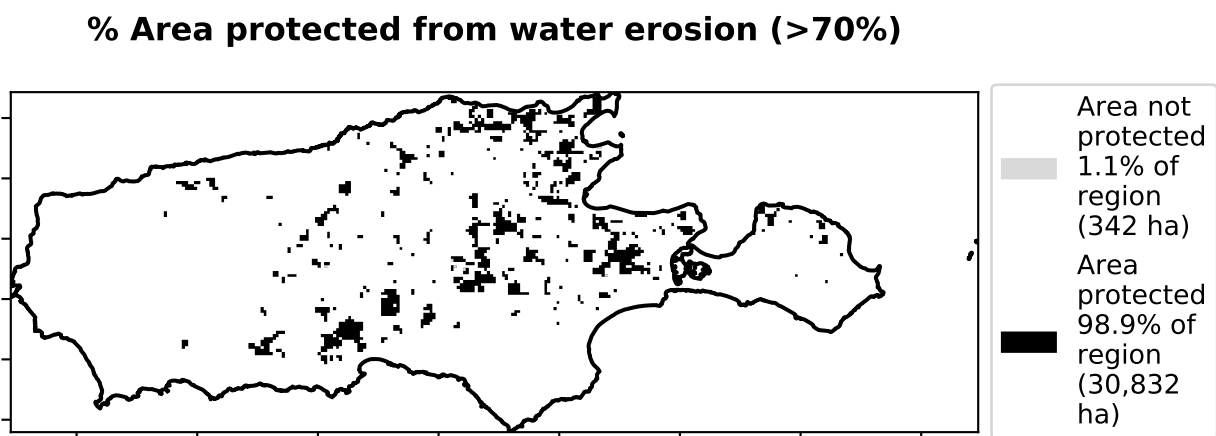 % Area protected from water erosion (>70%)
Area not
protected
1.1% of
region
(342 ha)
Area
protected
98.9% of
region
(30,832
ha)